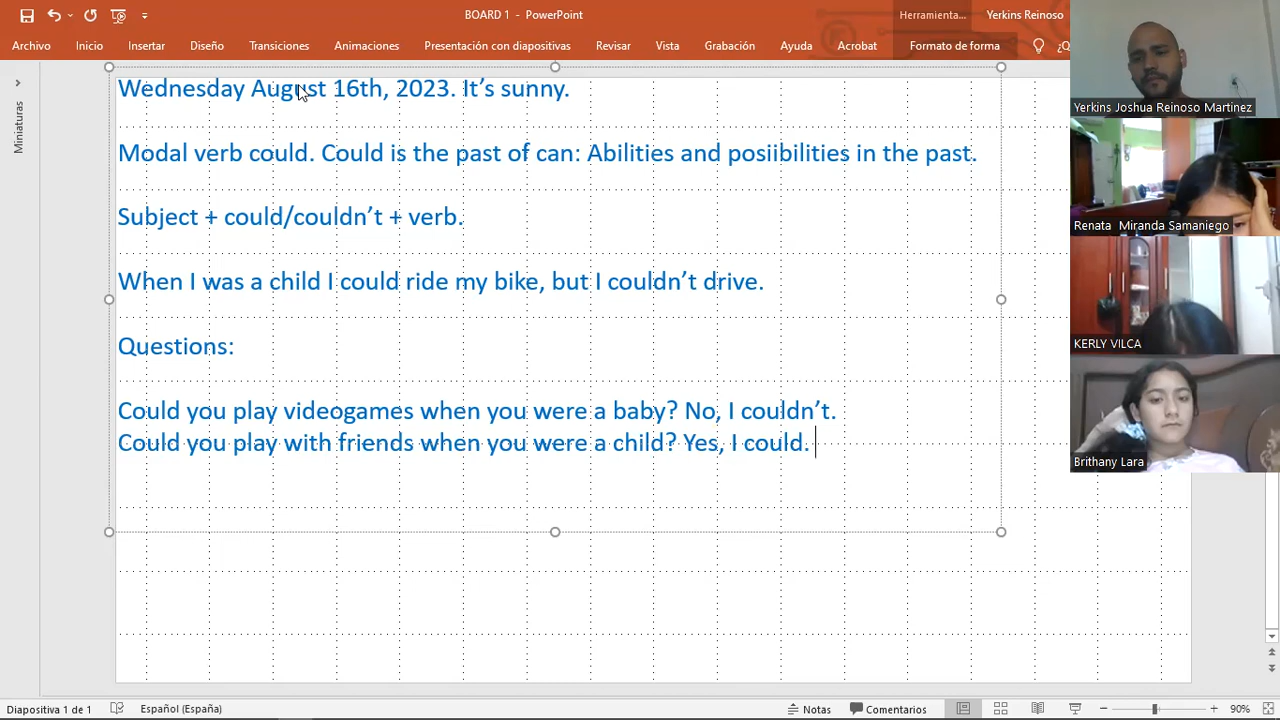 BOARD 1 - PowerPoint
Herramienta...
Yerkins Reinoso
Archivo Inicio Insertar Diseño Transiciones Animaciones Presentación con diapositivas Revisar Vista Grabación Ayuda Acrobat Formato de forma ¿Q
Miniaturas
Wednesday August 16th, 2023. It’s sunny.
Modal verb could. Could is the past of can: Abilities and posiibilities in the past.
Subject + could/couldn’t + verb.
When I was a child I could ride my bike, but I couldn’t drive.
Questions:
Could you play videogames when you were a baby? No, I couldn’t.
Could you play with friends when you were a child? Yes, I could.
Yerkins Joshua Reinoso Martinez
Renata Miranda Samaniego
KERLY VILCA
Brithany Lara
Diapositiva 1 de 1 Español (España) Notas Comentarios 90%